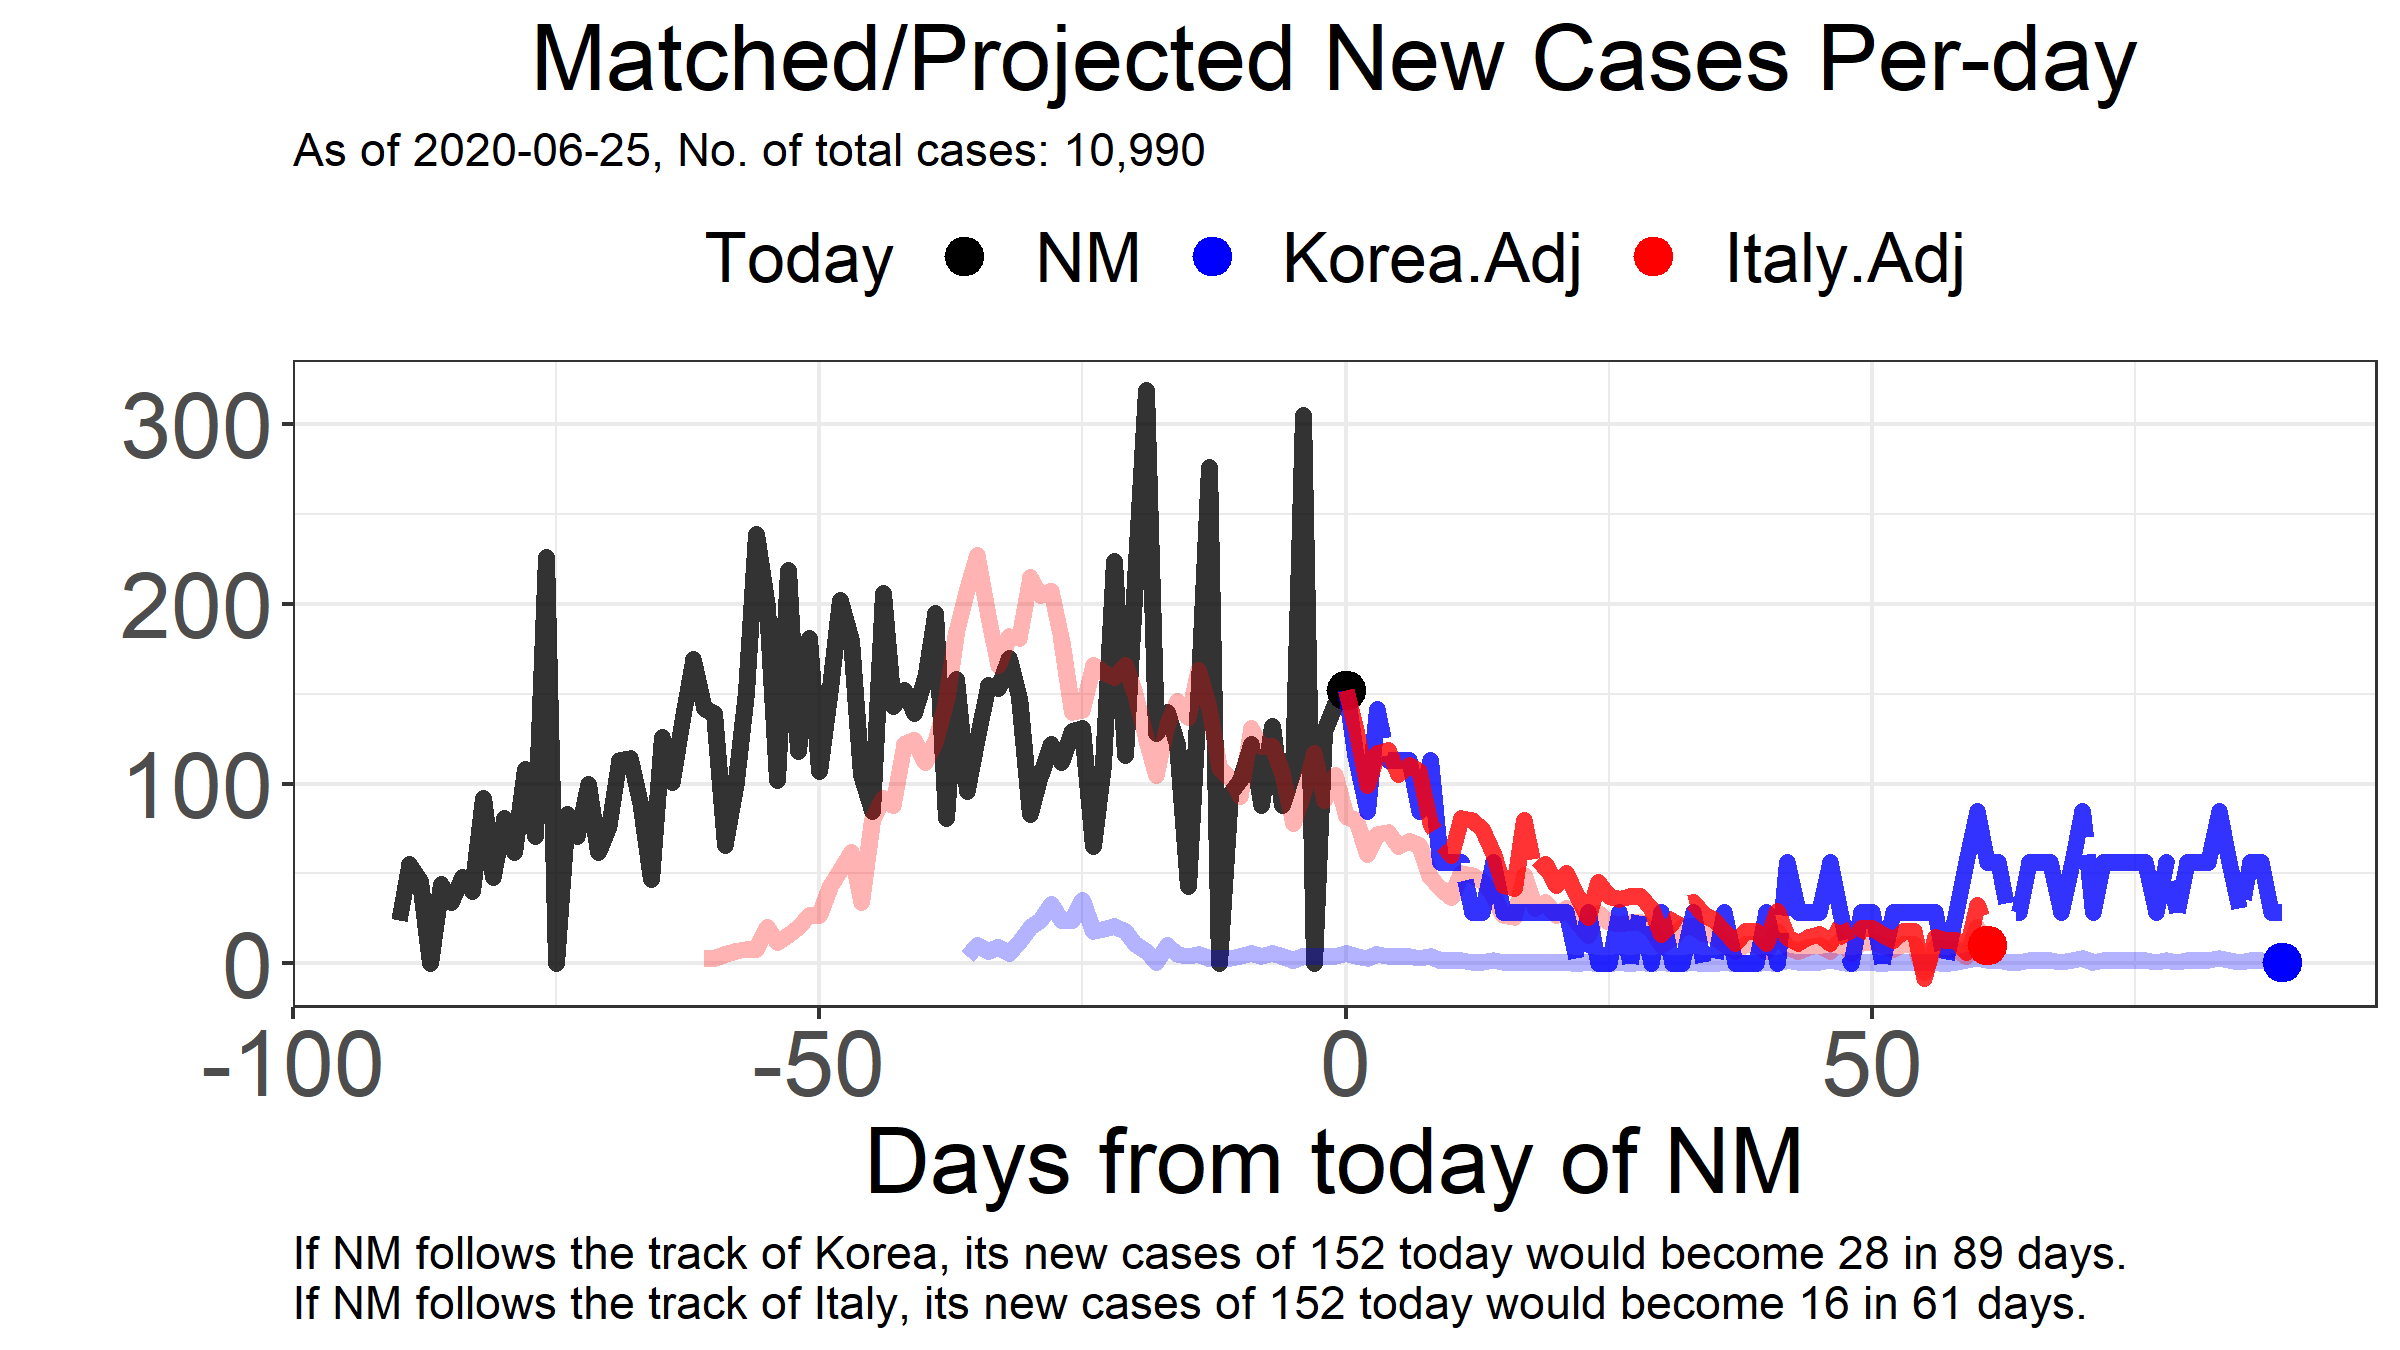 Matched/Projected New Cases Per-day
As of 2020-06-25, No. of total cases: 10,990
Today NM Korea.Adj Italy.Adj
300
200
100
0
-100 -50 0 50
Days from today of NM
If NM follows the track of Korea, its new cases of 152 today would become 28 in 89 days.
If NM follows the track of Italy, its new cases of 152 today would become 16 in 61 days.